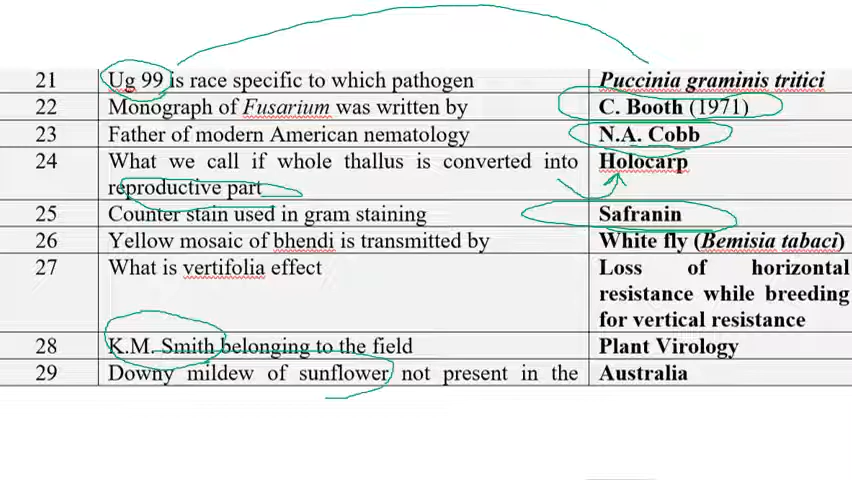 21 Ug 99 is race specific to which pathogen Puccinia graminis tritici
22 Monograph of Fusarium was written by C. Booth (1971)
23 Father of modern American nematology N.A. Cobb
24 What we call if whole thallus is converted into Holocarp
reproductive part
25 Counter stain used in gram staining Safranin
26 Yellow mosaic of bhendi is transmitted by White fly (Bemisia tabaci)
27 What is vertifolia effect Loss of horizontal
resistance while breeding
for vertical resistance
28 K.M. Smith belonging to the field Plant Virology
29 Downy mildew of sunflower not present in the Australia